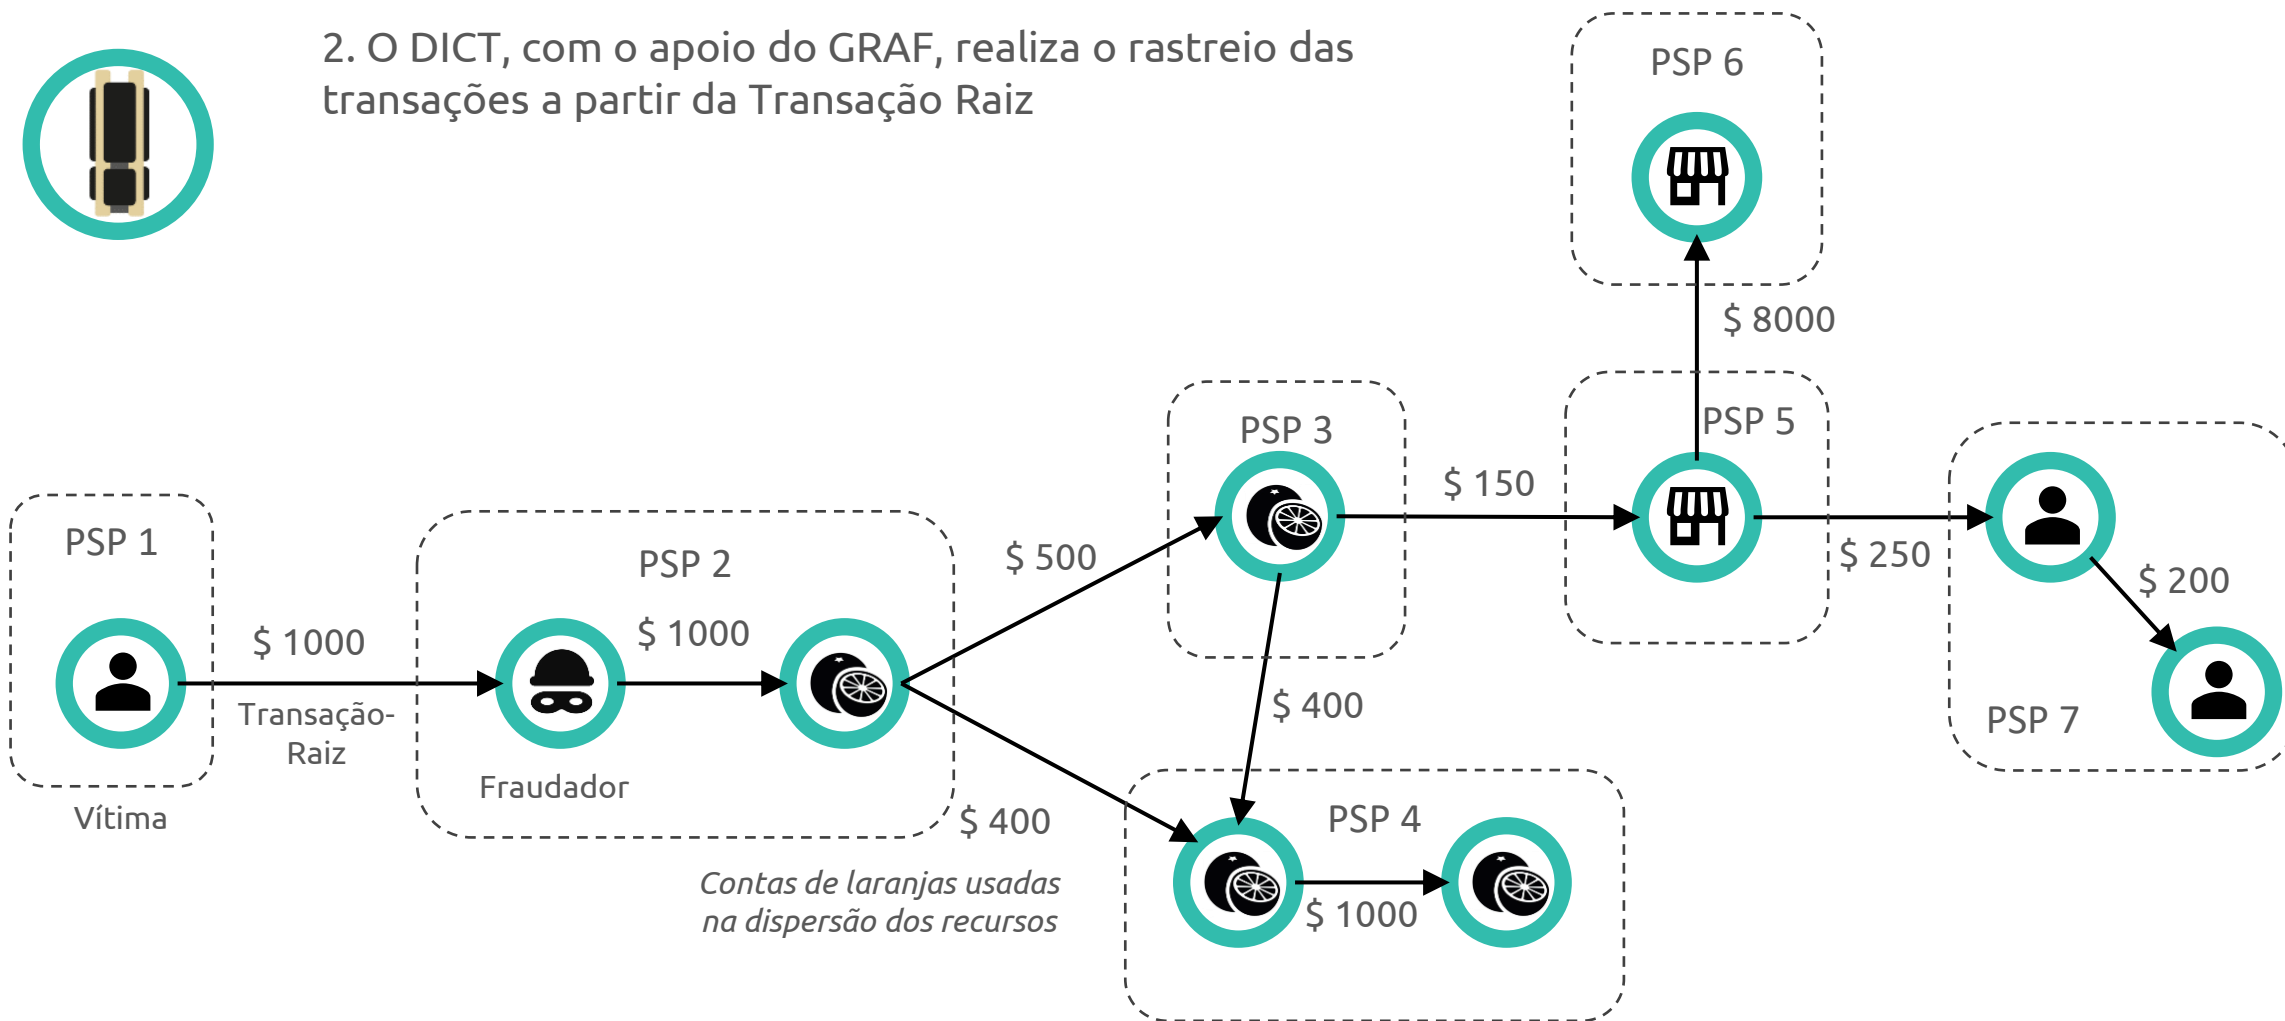 2. O DICT, com o apoio do GRAF, realiza o rastreio das
transações a partir da Transação Raiz
PSP 6
$ 8000
PSP 3
PSP 5
$ 150
PSP 1
PSP 2
$ 500
$ 250
$ 200
$ 1000
$ 1000
Transação-
Raiz
$ 400
PSP 7
Fraudador
Vítima
$ 400
PSP 4
Contas de laranjas usadas
na dispersão dos recursos
$ 1000